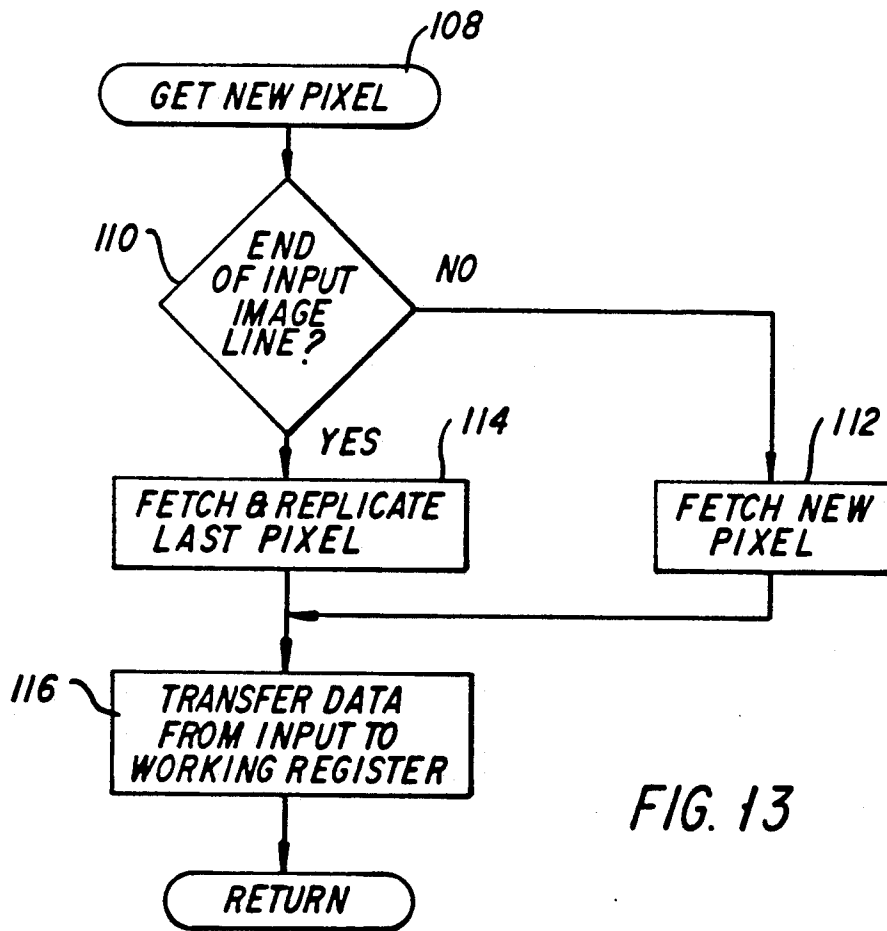 108
GET NEW PIXEL
110
END
OF INPUT
IMAGE
LINE?
NO
YES
114
112
FETCH & REPLICATE
LAST PIXEL
FETCH NEW
PIXEL
116
TRANSFER DATA
FROM INPUT TO
WORKING REGISTER
FIG. 13
RETURN